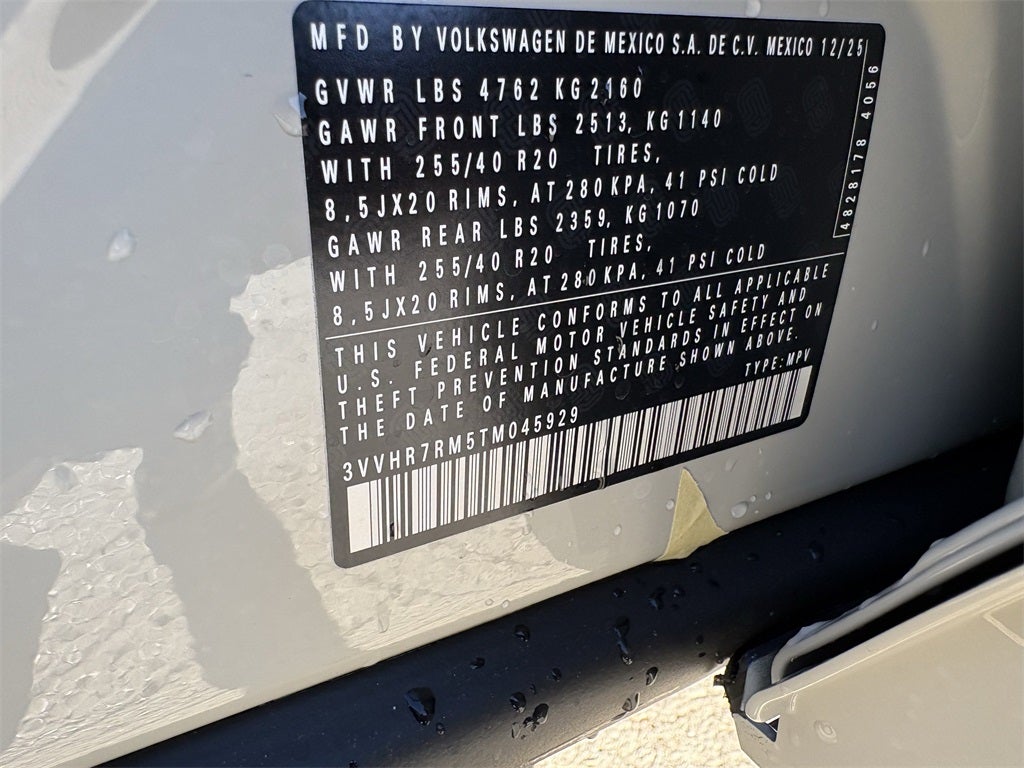 MFD BY VOLKSWAGEN DE MEXICO S.A. DE C.V. MEXICO 12/25
GVWR LBS 4762 KG 2160
GAWR FRONT LBS 2513, KG 1140
WITH 255/40 R20 TIRES,
8,5JX20 RIMS, AT 280 KPA, 41 PSI COLD
GAWR REAR LBS 2359, KG 1070
WITH 255/40 R20 TIRES,
8,5JX20 RIMS, AT 280 KPA, 41 PSI COLD
4828178 4056
THIS VEHICLE CONFORMS TO ALL APPLICABLE
U.S. FEDERAL MOTOR VEHICLE SAFETY AND
THEFT PREVENTION STANDARDS IN EFFECT ON
THE DATE OF MANUFACTURE SHOWN ABOVE.
TYPE: MPV
3VVHR7RM5TM045929